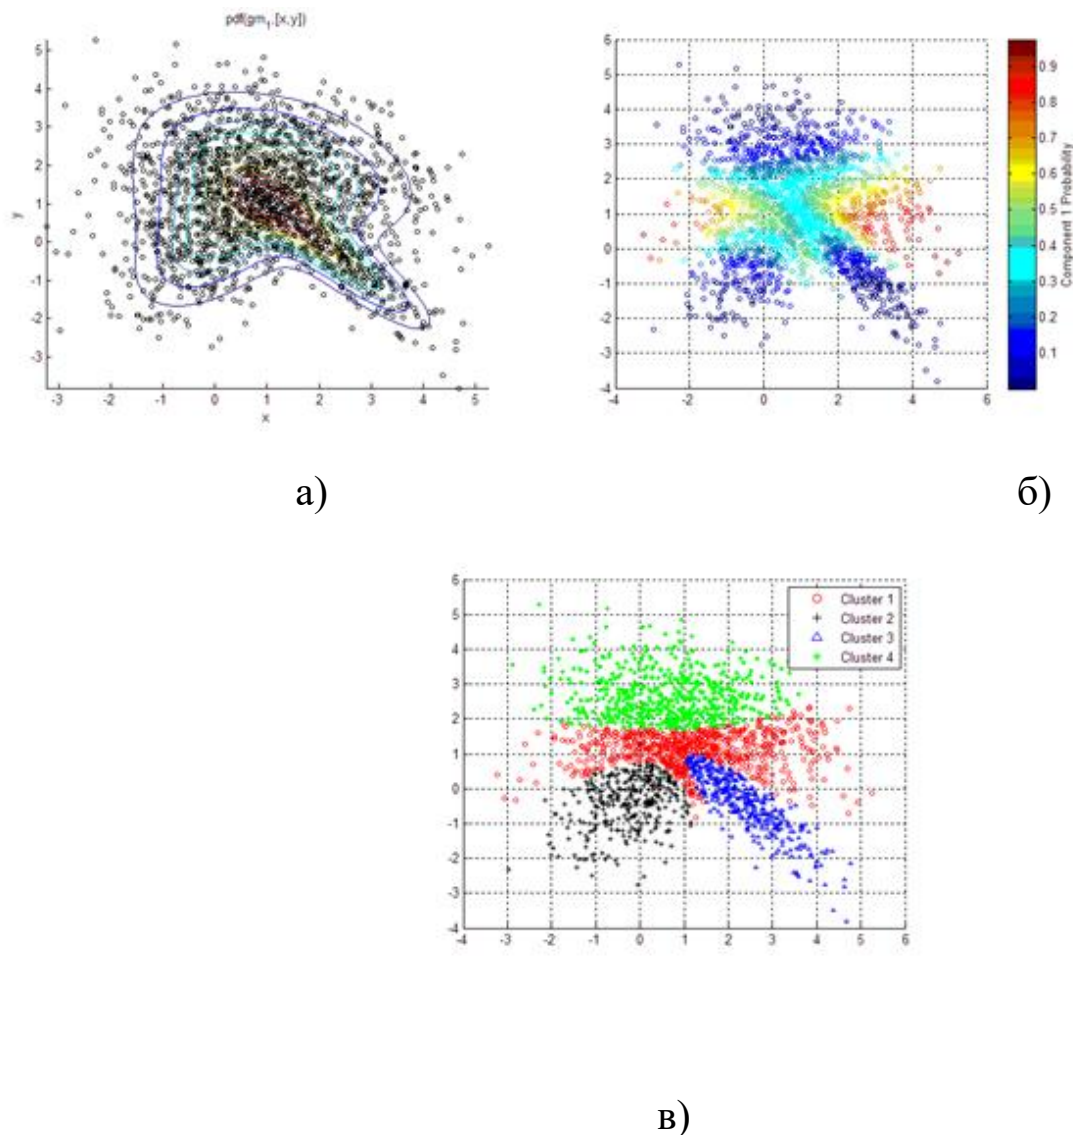 pdf(gm₁,[x,y])
5
4
3
2
1
0
-1
-2
-3
y
-3 -2 -1 0 1 2 3 4 5
x
6
5
4
3
2
1
0
-1
-2
-3
-4
-4 -2 0 2 4 6
0.9
0.8
0.7
0.6
0.5
0.4
0.3
0.2
0.1
Component 1 Probability
а)
б)
6
5
4
3
2
1
0
-1
-2
-3
-4
-4 -3 -2 -1 0 1 2 3 4 5 6
Cluster 1
Cluster 2
Cluster 3
Cluster 4
в)